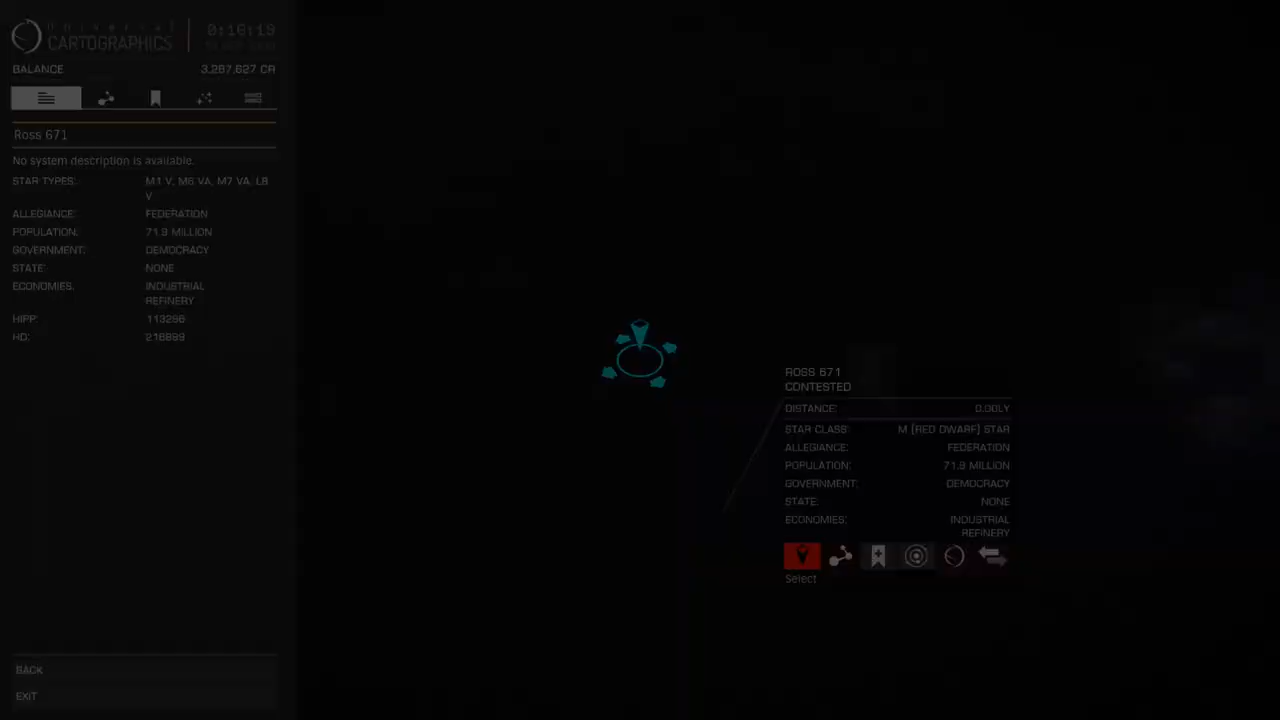 Universal
CARTOGRAPHICS
0:16:19
BALANCE
3,287,627 CR
Ross 671
No system description is available.
STAR TYPES:
M1 V, M6 VA, M7 VA, L8
V
ALLEGIANCE:
FEDERATION
POPULATION:
71.9 MILLION
GOVERNMENT:
DEMOCRACY
STATE:
NONE
ECONOMIES:
INDUSTRIAL
REFINERY
HIPP:
113296
HD:
216899
BACK
EXIT
ROSS 671
CONTESTED
DISTANCE:
0.00LY
STAR CLASS:
M (RED DWARF) STAR
ALLEGIANCE:
FEDERATION
POPULATION:
71.9 MILLION
GOVERNMENT:
DEMOCRACY
STATE:
NONE
ECONOMIES:
INDUSTRIAL
REFINERY
Select